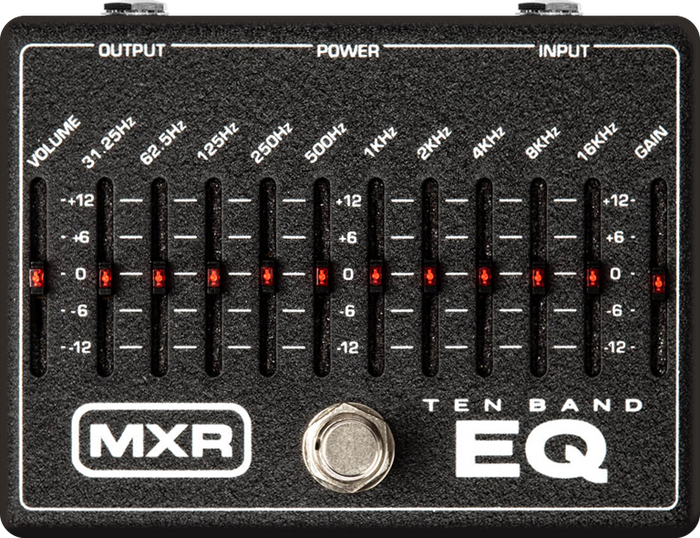 OUTPUT POWER INPUT
VOLUME 31.25Hz 62.5Hz 125Hz 250Hz 500Hz 1KHz 2KHz 4KHz 8KHz 16KHz GAIN
+12 +12 +12
+6 +6 +6
0 0 0
-6 -6 -6
-12 -12 -12
TEN BAND
MXR EQ